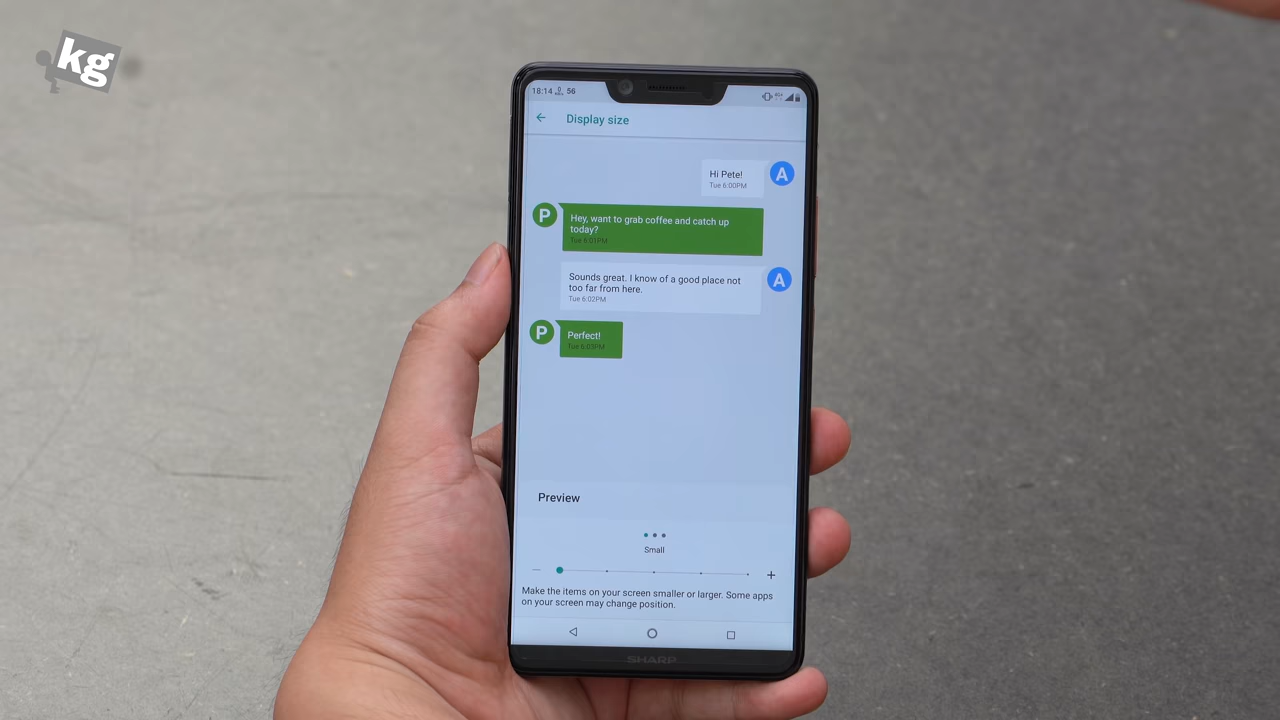 kg
18:14 56
4G+
Display size
Hi Pete!
A
Tue 6:00PM
P
Hey, want to grab coffee and catch up
today?
Tue 6:01PM
Sounds great. I know of a good place not
A
too far from here.
Tue 6:02PM
P
Perfect!
Tue 6:03PM
Preview
Small
Make the items on your screen smaller or larger. Some apps
on your screen may change position.
SHARP